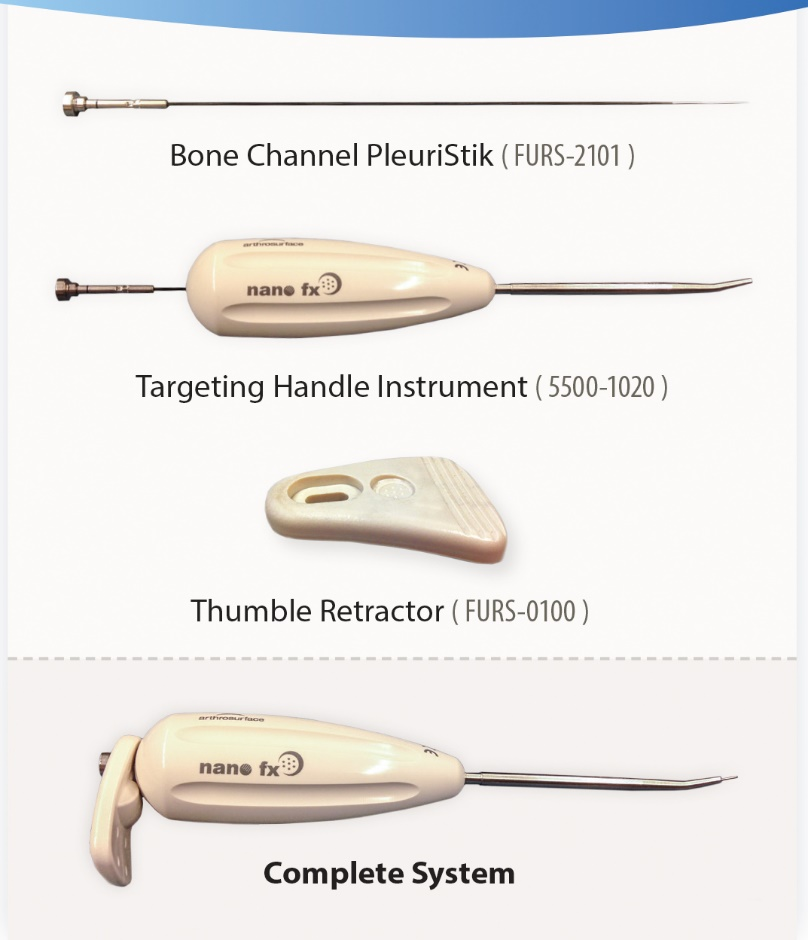 Bone Channel PleuriStik ( FURS-2101 )
arthrosurface
nano fx
Targeting Handle Instrument ( 5500-1020 )
Thumble Retractor ( FURS-0100 )
arthrosurface
nano fx
Complete System